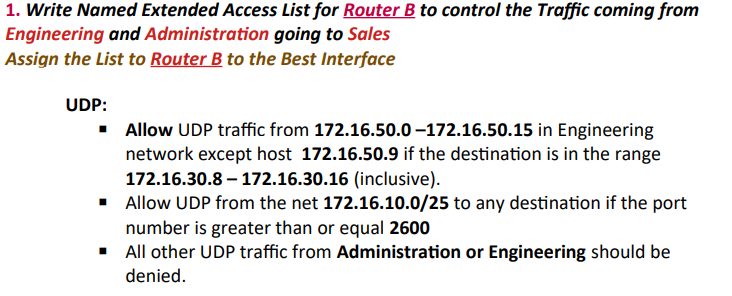 1. Write Named Extended Access List for Router B to control the Traffic coming from
Engineering and Administration going to Sales
Assign the List to Router B to the Best Interface
UDP:
▪ Allow UDP traffic from 172.16.50.0 –172.16.50.15 in Engineering
network except host 172.16.50.9 if the destination is in the range
172.16.30.8 – 172.16.30.16 (inclusive).
▪ Allow UDP from the net 172.16.10.0/25 to any destination if the port
number is greater than or equal 2600
▪ All other UDP traffic from Administration or Engineering should be
denied.